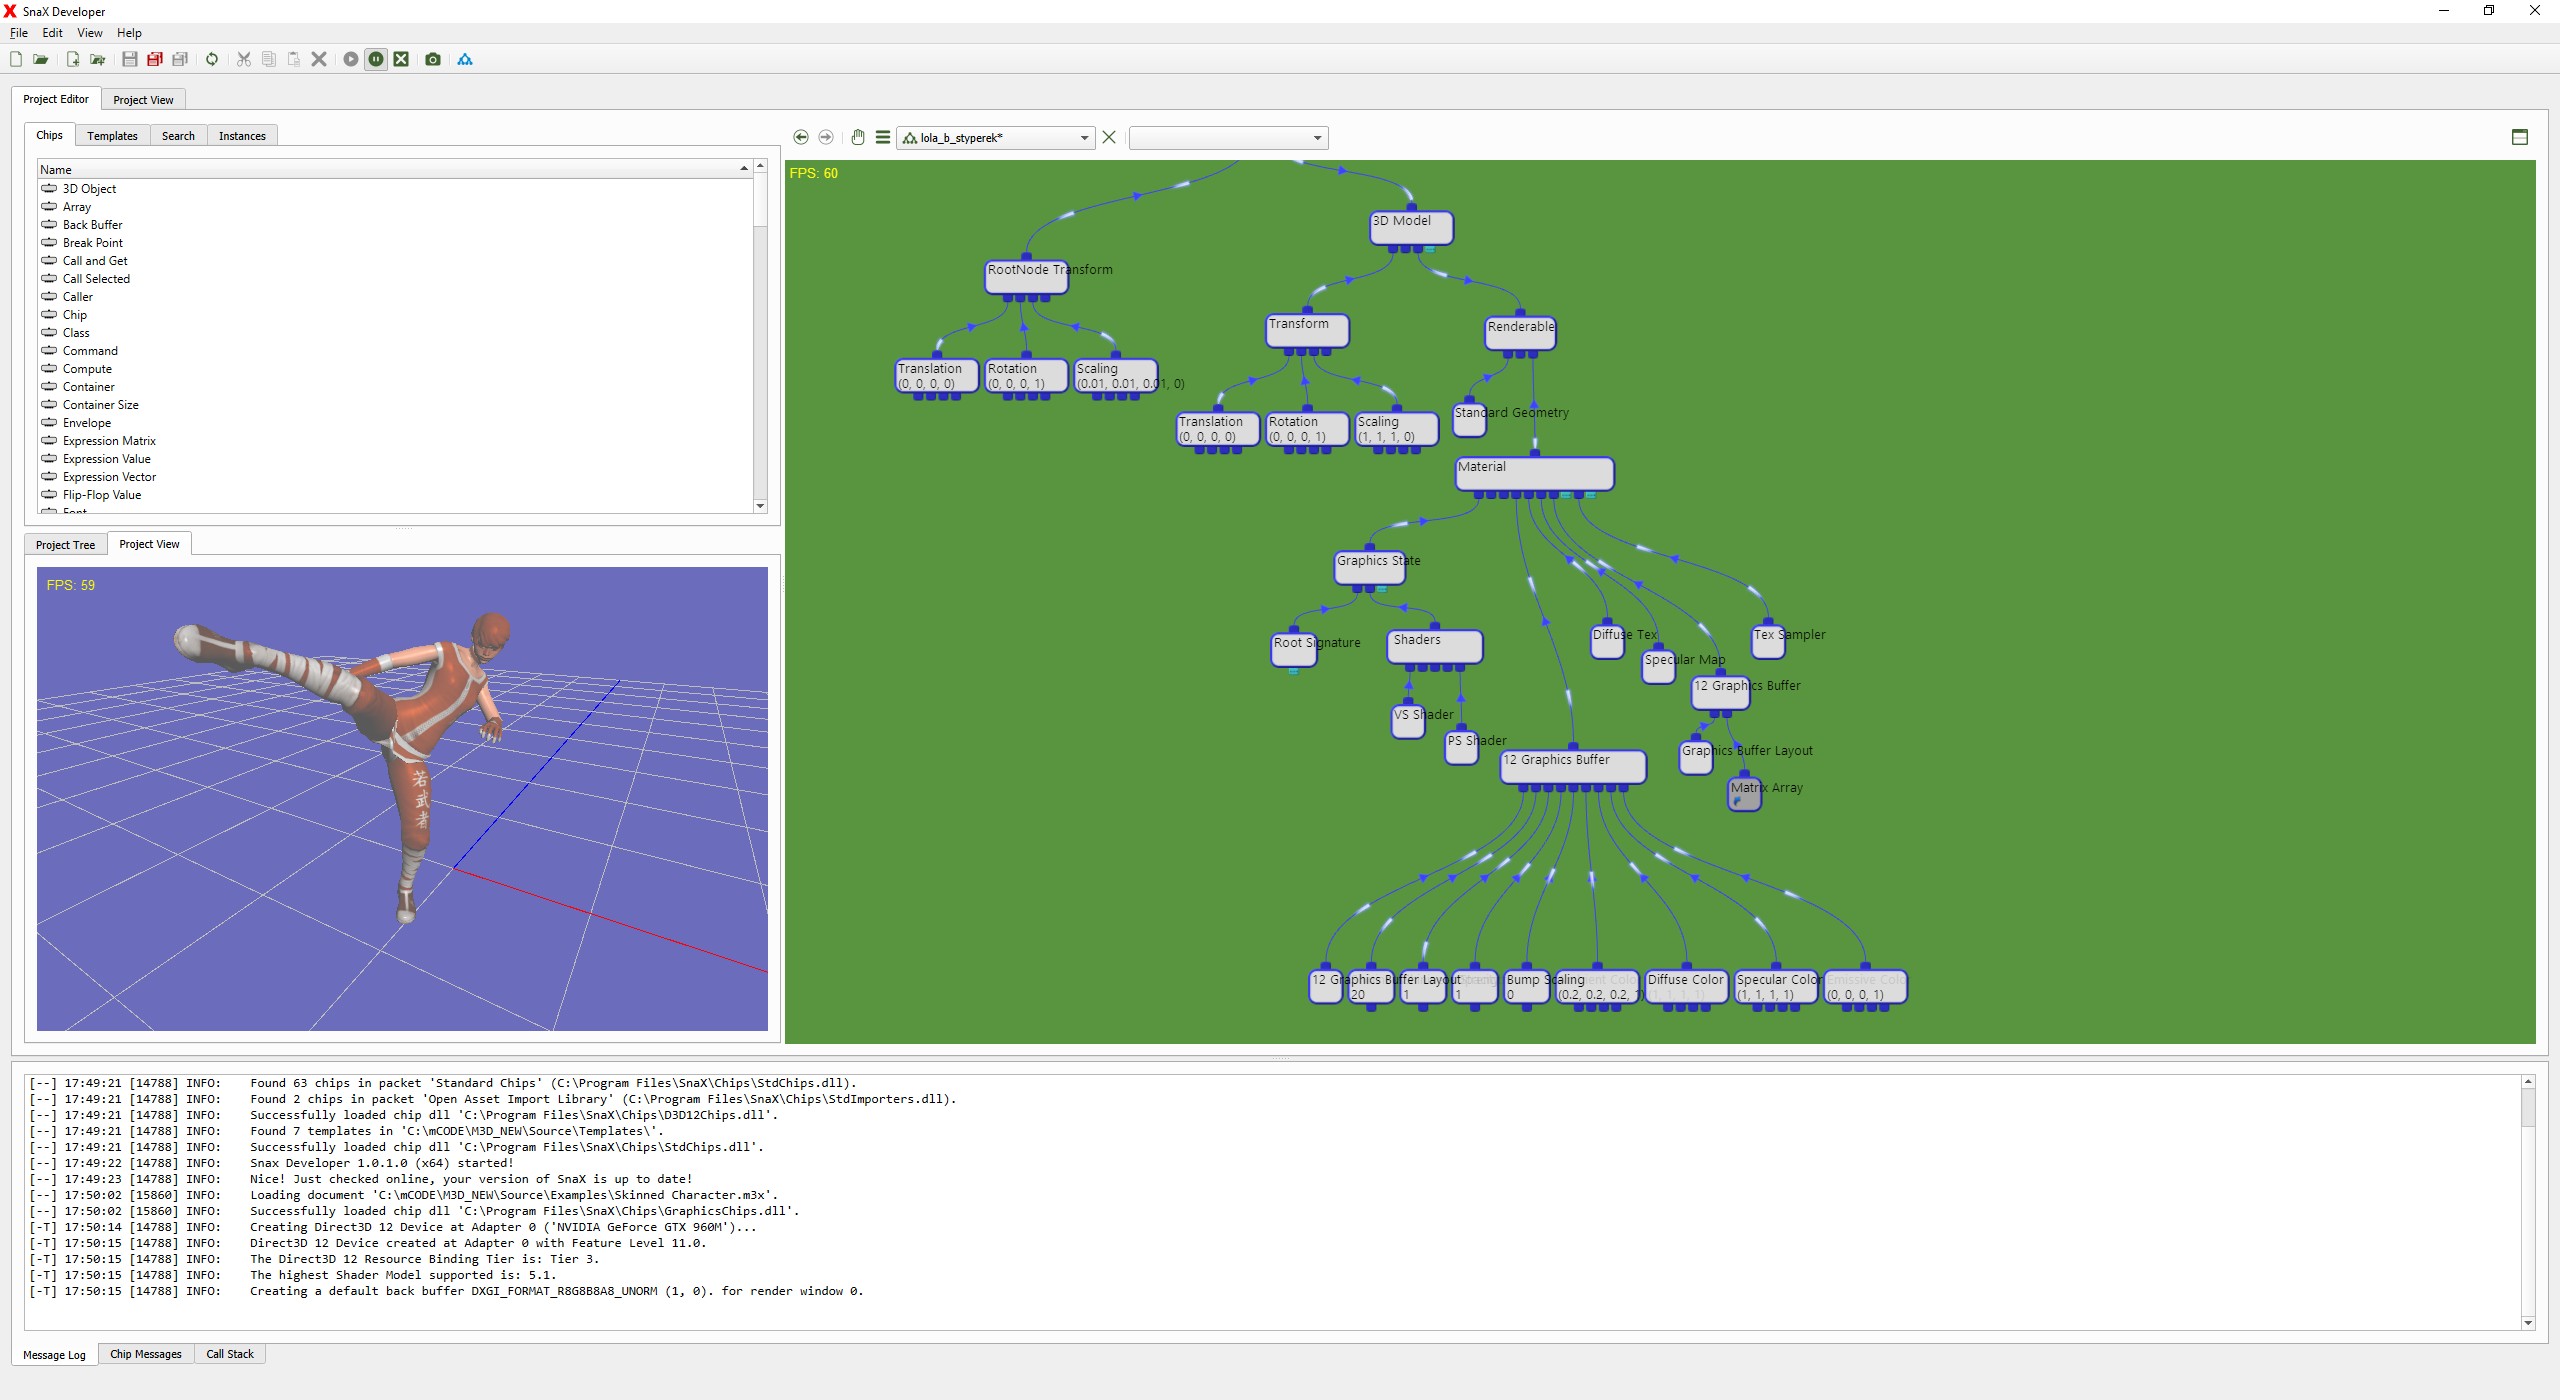 SnaX Developer
File Edit View Help
Project Editor Project View
Chips Templates Search Instances
lola_b_styperek*
Name
3D Object
Array
Back Buffer
Break Point
Call and Get
Call Selected
Caller
Chip
Class
Command
Compute
Container
Container Size
Envelope
Expression Matrix
Expression Value
Expression Vector
Flip-Flop Value
Font
Project Tree Project View
FPS: 59
若
武
者
FPS: 60
3D Model
RootNode Transform
Transform
Renderable
Translation
(0, 0, 0, 0)
Rotation
(0, 0, 0, 1)
Scaling
(0.01, 0.01, 0.01, 0)
Translation
(0, 0, 0, 0)
Rotation
(0, 0, 0, 1)
Scaling
(1, 1, 1, 0)
Standard Geometry
Material
Graphics State
Root Signature
Shaders
Diffuse Tex
Specular Map
Tex Sampler
12 Graphics Buffer
VS Shader
PS Shader
Graphics Buffer Layout
Matrix Array
12 Graphics Buffer
12 Graphics Buffer Layout
20
1
1
Bump Scaling
0
(0.2, 0.2, 0.2, 1)
Diffuse Color
(1, 1, 1, 1)
Specular Color
(1, 1, 1, 1)
Emissive Color
(0, 0, 0, 1)
[--] 17:49:21 [14788] INFO: Found 63 chips in packet 'Standard Chips' (C:\Program Files\SnaX\Chips\StdChips.dll).
[--] 17:49:21 [14788] INFO: Found 2 chips in packet 'Open Asset Import Library' (C:\Program Files\SnaX\Chips\StdImporters.dll).
[--] 17:49:21 [14788] INFO: Successfully loaded chip dll 'C:\Program Files\SnaX\Chips\D3D12Chips.dll'.
[--] 17:49:21 [14788] INFO: Found 7 templates in 'C:\mCODE\M3D_NEW\Source\Templates\'.
[--] 17:49:21 [14788] INFO: Successfully loaded chip dll 'C:\Program Files\SnaX\Chips\StdChips.dll'.
[--] 17:49:22 [14788] INFO: Snax Developer 1.0.1.0 (x64) started!
[--] 17:49:23 [14788] INFO: Nice! Just checked online, your version of SnaX is up to date!
[--] 17:50:02 [15860] INFO: Loading document 'C:\mCODE\M3D_NEW\Source\Examples\Skinned Character.m3x'.
[--] 17:50:02 [15860] INFO: Successfully loaded chip dll 'C:\Program Files\SnaX\Chips\GraphicsChips.dll'.
[-T] 17:50:14 [14788] INFO: Creating Direct3D 12 Device at Adapter 0 ('NVIDIA GeForce GTX 960M')...
[-T] 17:50:15 [14788] INFO: Direct3D 12 Device created at Adapter 0 with Feature Level 11.0.
[-T] 17:50:15 [14788] INFO: The Direct3D 12 Resource Binding Tier is: Tier 3.
[-T] 17:50:15 [14788] INFO: The highest Shader Model supported is: 5.1.
[-T] 17:50:15 [14788] INFO: Creating a default back buffer DXGI_FORMAT_R8G8B8A8_UNORM (1, 0). for render window 0.
Message Log Chip Messages Call Stack